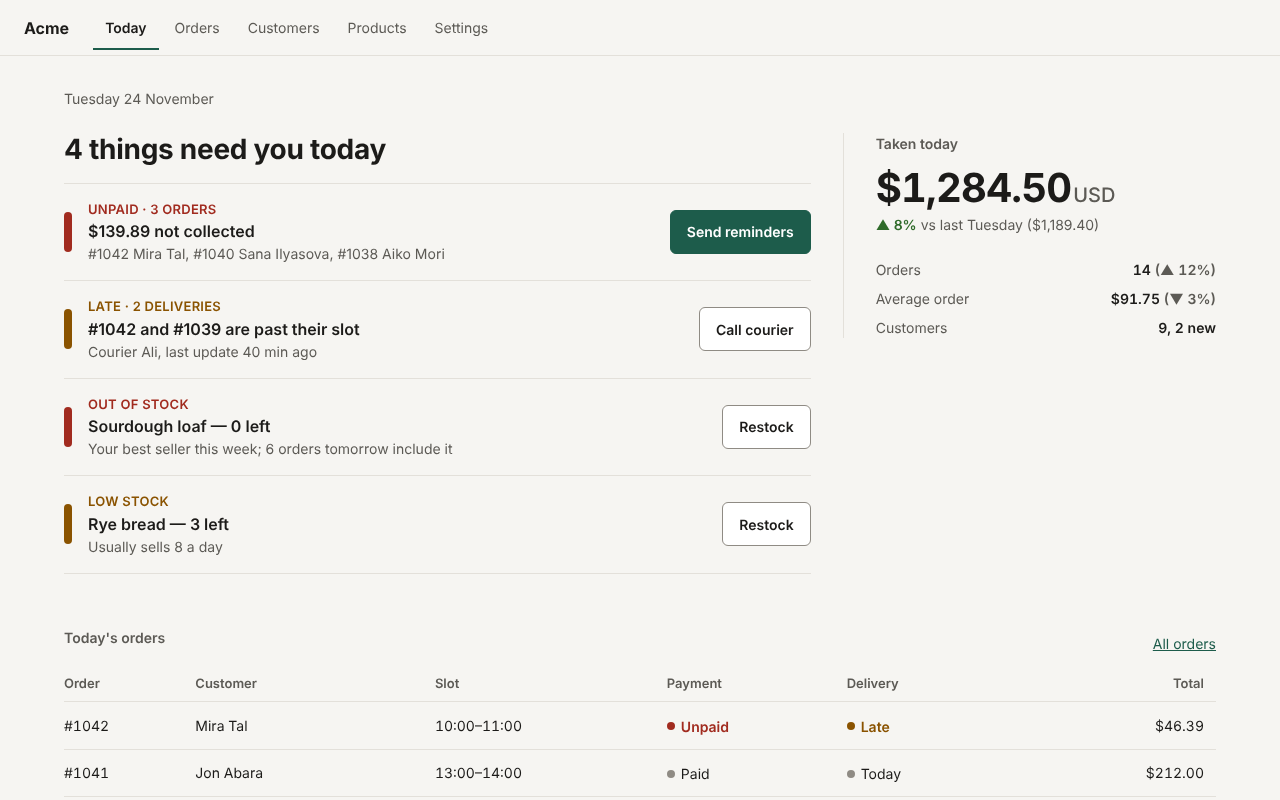 Acme Today Orders Customers Products Settings
Tuesday 24 November
4 things need you today
UNPAID · 3 ORDERS
$139.89 not collected
#1042 Mira Tal, #1040 Sana Ilyasova, #1038 Aiko Mori
Send reminders
LATE · 2 DELIVERIES
#1042 and #1039 are past their slot
Courier Ali, last update 40 min ago
Call courier
OUT OF STOCK
Sourdough loaf — 0 left
Your best seller this week; 6 orders tomorrow include it
Restock
LOW STOCK
Rye bread — 3 left
Usually sells 8 a day
Restock
Taken today
$1,284.50 USD
▲ 8% vs last Tuesday ($1,189.40)
Orders 14 (▲ 12%)
Average order $91.75 (▼ 3%)
Customers 9, 2 new
Today's orders
All orders
Order Customer Slot Payment Delivery Total
#1042 Mira Tal 10:00–11:00 Unpaid Late $46.39
#1041 Jon Abara 13:00–14:00 Paid Today $212.00